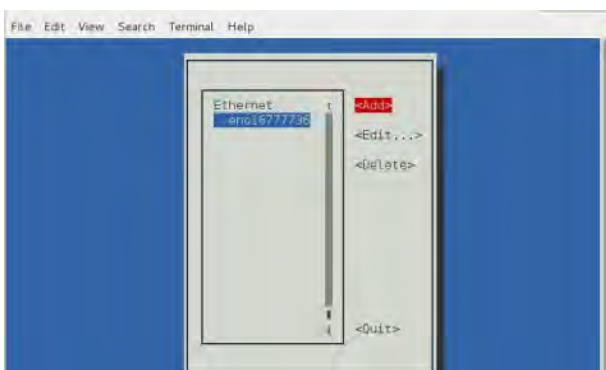 File Edit View Search Terminal Help
Ethernet
eno16777736
<Add>
<Edit...>
<Delete>
<Quit>